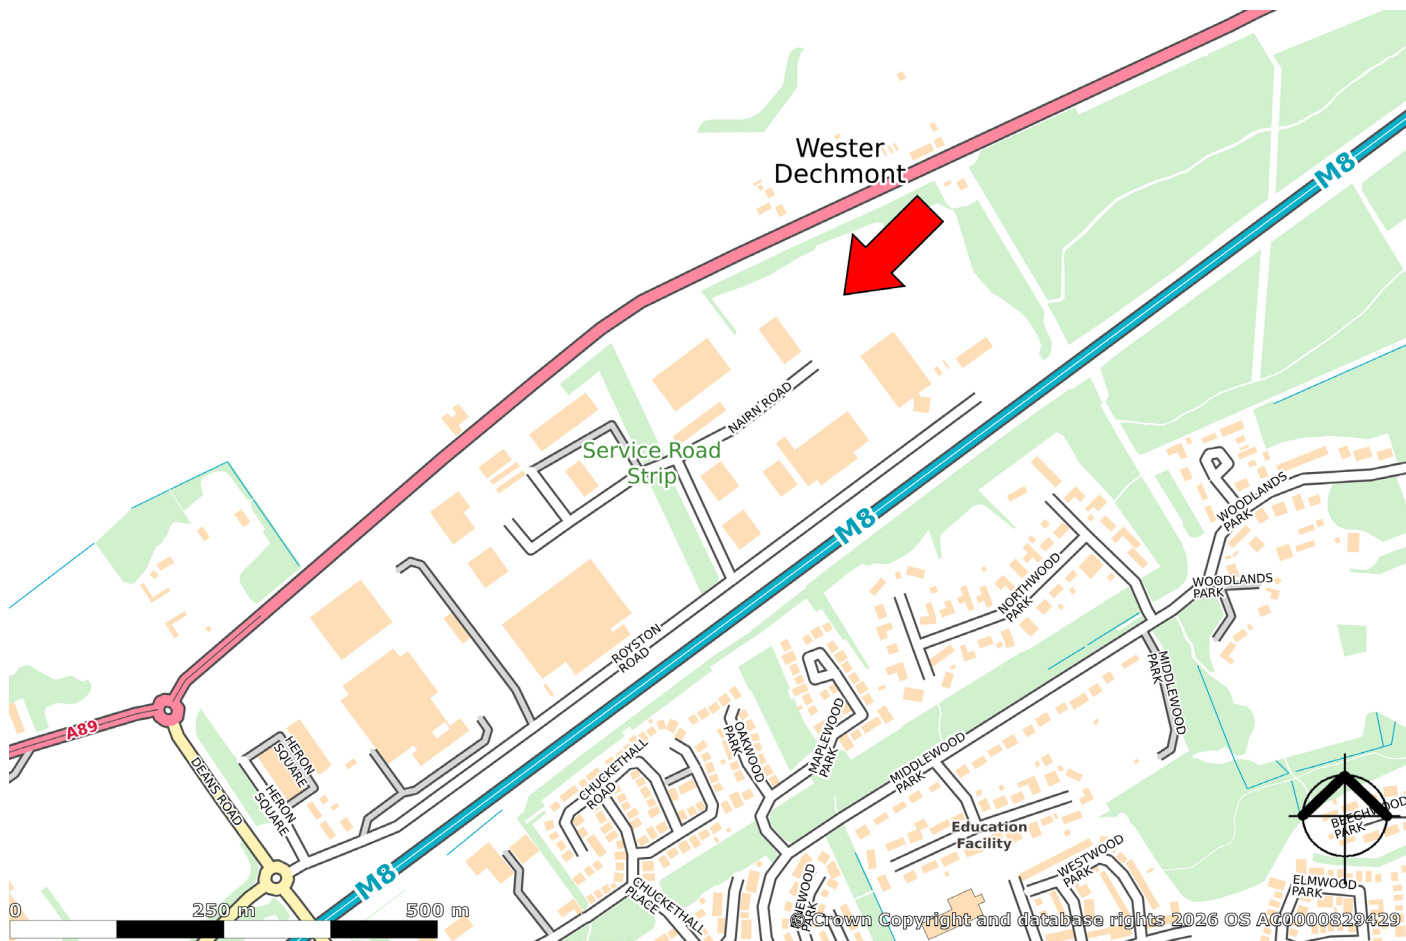 Wester
Dechmont
M8
NAIRN ROAD
Service Road
Strip
WOODLANDS
PARK
M8
WOODLANDS
PARK
NORTHWOOD
PARK
ROYSTON
ROAD
MIDDLEWOOD
PARK
A89
MAPLEWOOD
PARK
OAKWOOD
PARK
HERON
SQUARE
CHUCKETHALL
ROAD
MIDDLEWOOD
PARK
DEANS ROAD
HERON
SQUARE
BEECHWOOD
PARK
Education
Facility
WESTWOOD
PARK
M8
ELMWOOD
PARK
CHUCKETHALL
PLACE
PARK
0 250 m 500 m
© Crown Copyright and database rights 2026 OS AC0000829429